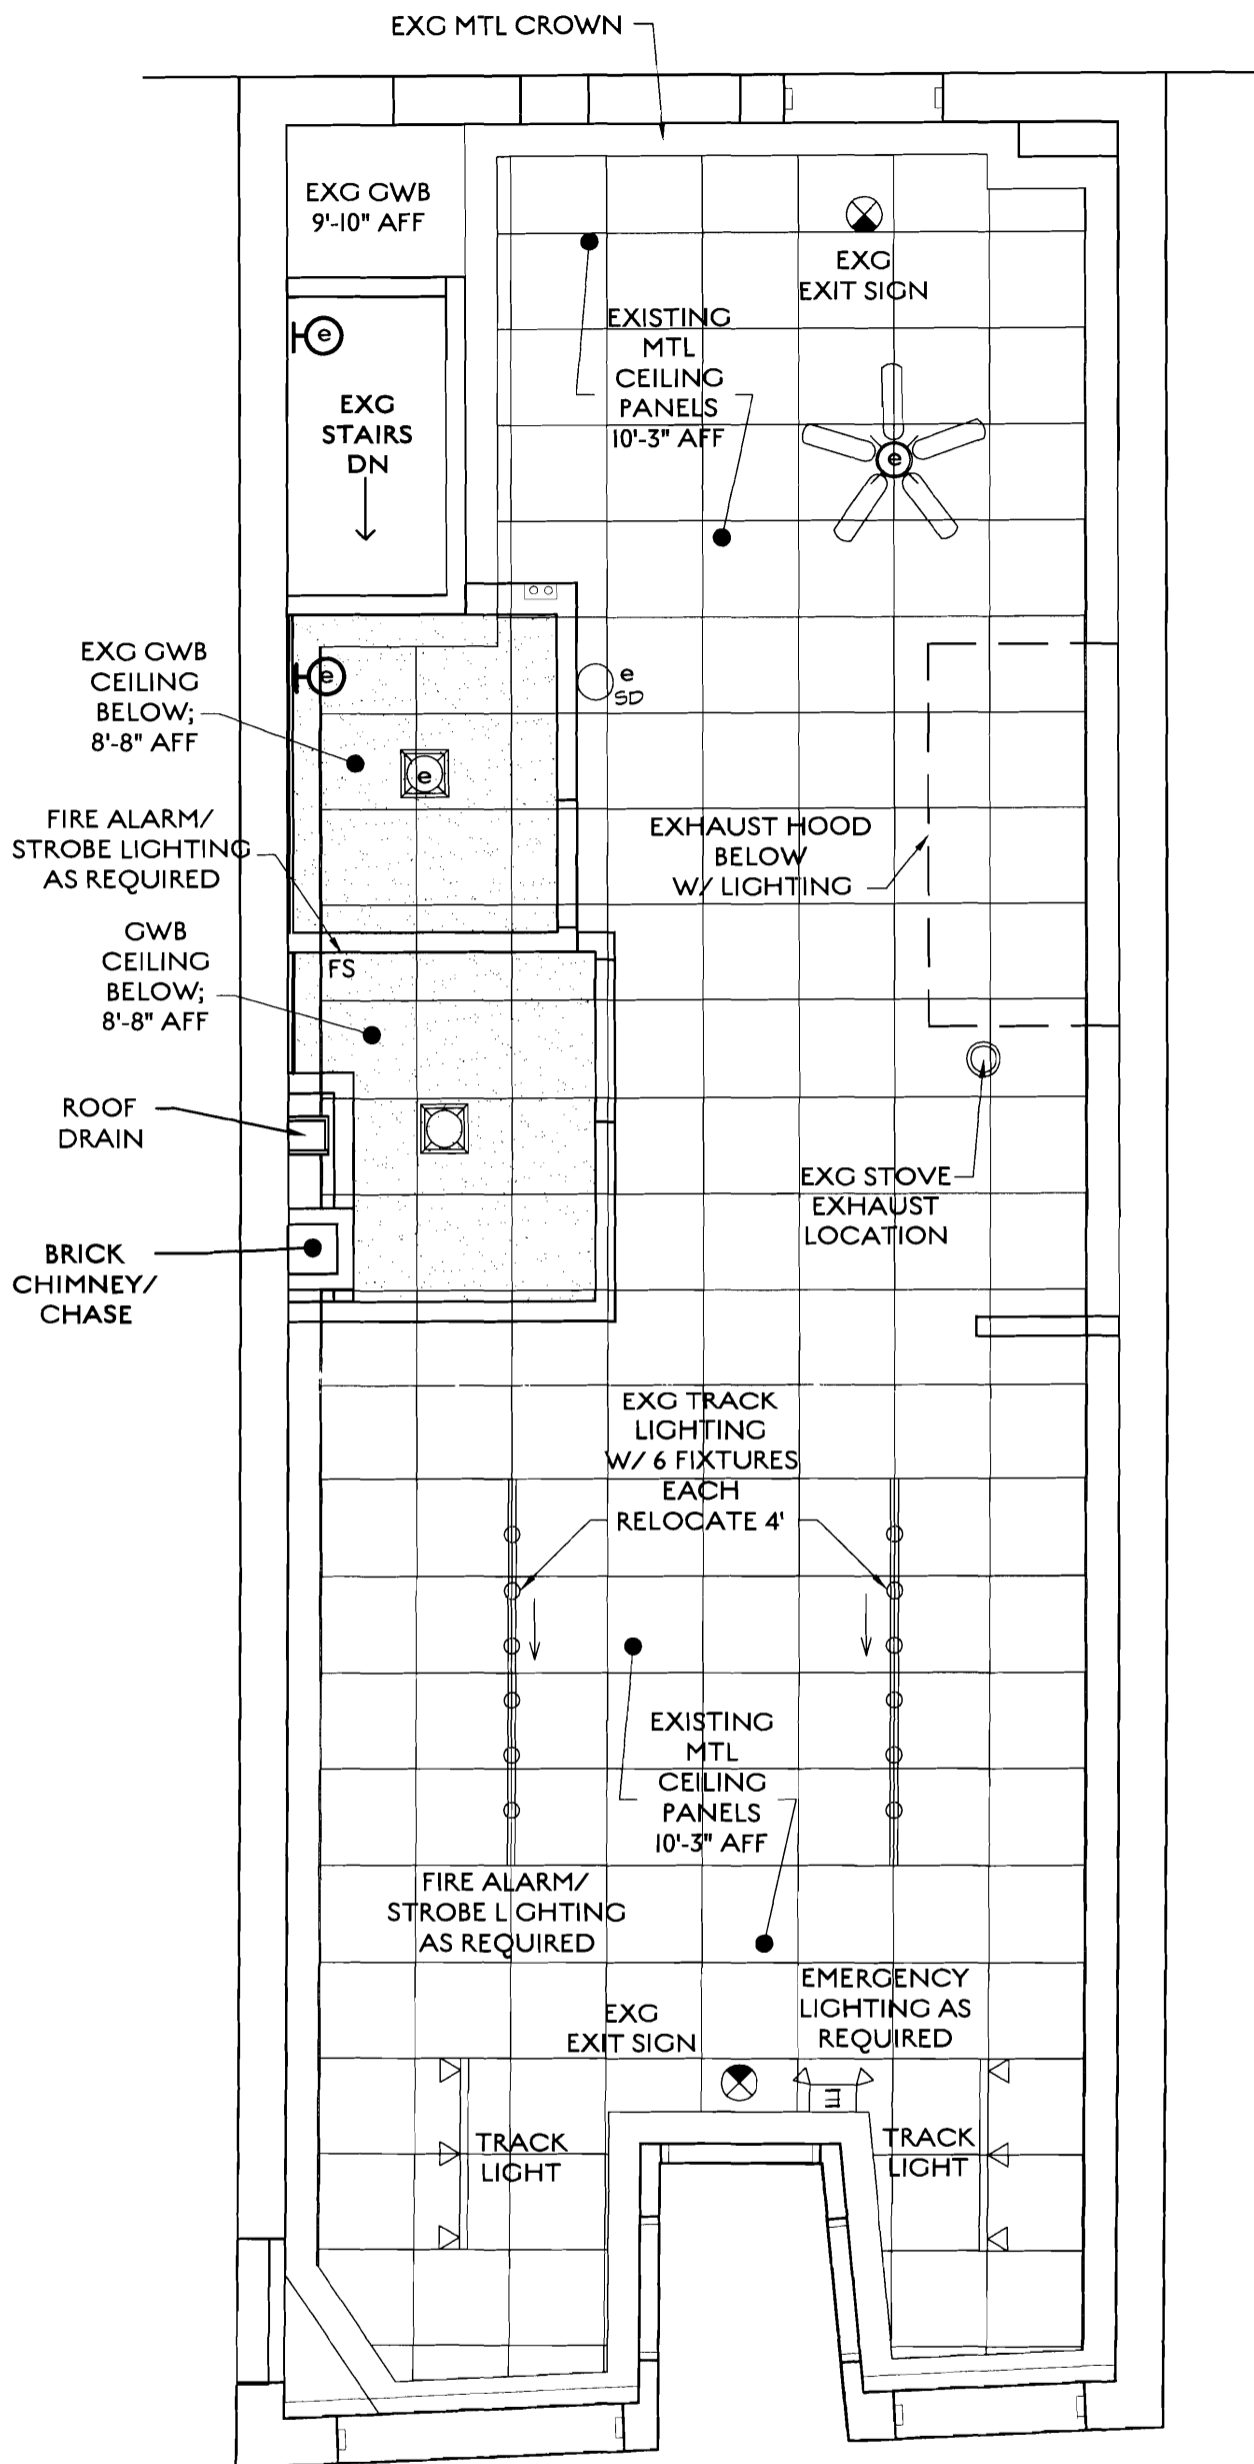 EXG MTL CROWN
EXG GWB
9'-10" AFF
EXG
EXIT SIGN
EXISTING
MTL
CEILING
PANELS
10'-3" AFF
e
EXG
STAIRS
DN
e
EXG GWB
CEILING
BELOW;
8'-8" AFF
e
e
SD
e
FIRE ALARM/
STROBE LIGHTING
AS REQUIRED
EXHAUST HOOD
BELOW
W/ LIGHTING
GWB
CEILING
BELOW;
8'-8" AFF
FS
ROOF
DRAIN
EXG STOVE
EXHAUST
LOCATION
BRICK
CHIMNEY/
CHASE
EXG TRACK
LIGHTING
W/ 6 FIXTURES
EACH
RELOCATE 4'
EXISTING
MTL
CEILING
PANELS
10'-3" AFF
FIRE ALARM/
STROBE L GHTING
AS REQUIRED
EMERGENCY
LIGHTING AS
REQUIRED
EXG
EXIT SIGN
E
TRACK
LIGHT
TRACK
LIGHT